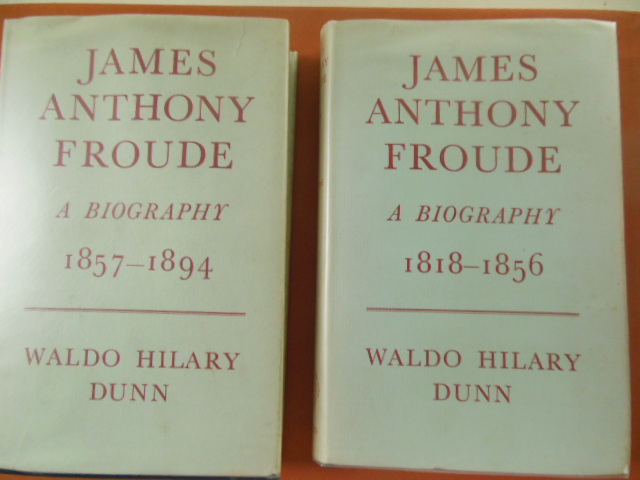 JAMES
ANTHONY
FROUDE
A BIOGRAPHY
1857–1894
WALDO HILARY
DUNN
JAMES
ANTHONY
FROUDE
A BIOGRAPHY
1818–1856
WALDO HILARY
DUNN